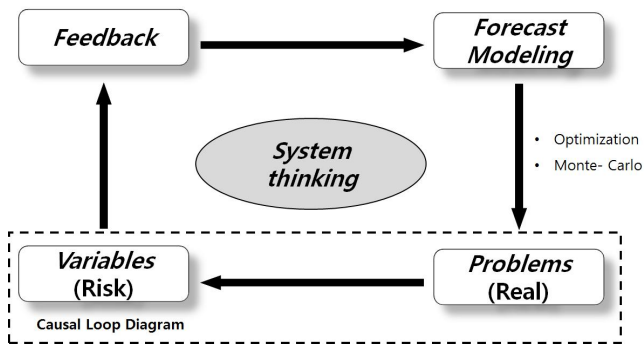 Feedback
Forecast
Modeling
• Optimization
• Monte- Carlo
System
thinking
Variables
(Risk)
Problems
(Real)
Causal Loop Diagram